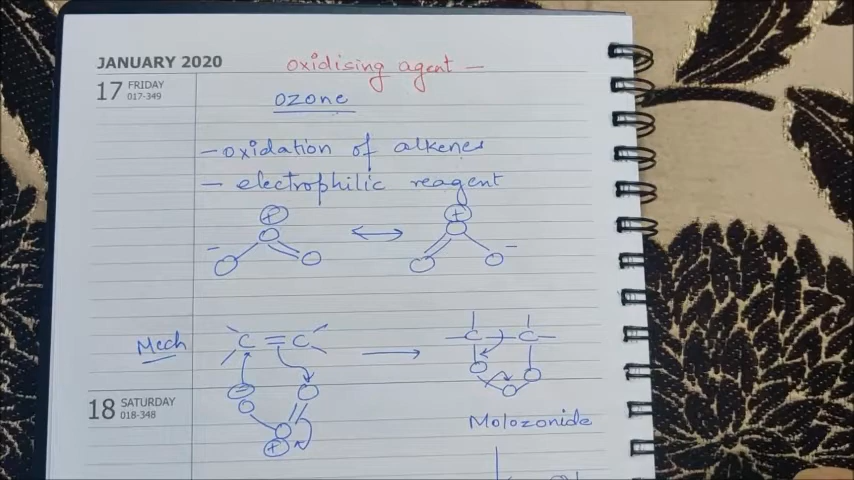 JANUARY 2020
oxidising agent —
17 FRIDAY
017-349
ozone
- oxidation of alkenes
- electrophilic reagent
⊕ ⊕
- O O ↔ O O -
O O
Mech C = C → - C - C -
⊖ O O O
O O O
18 SATURDAY
018-348
Molozonide
O
⊕